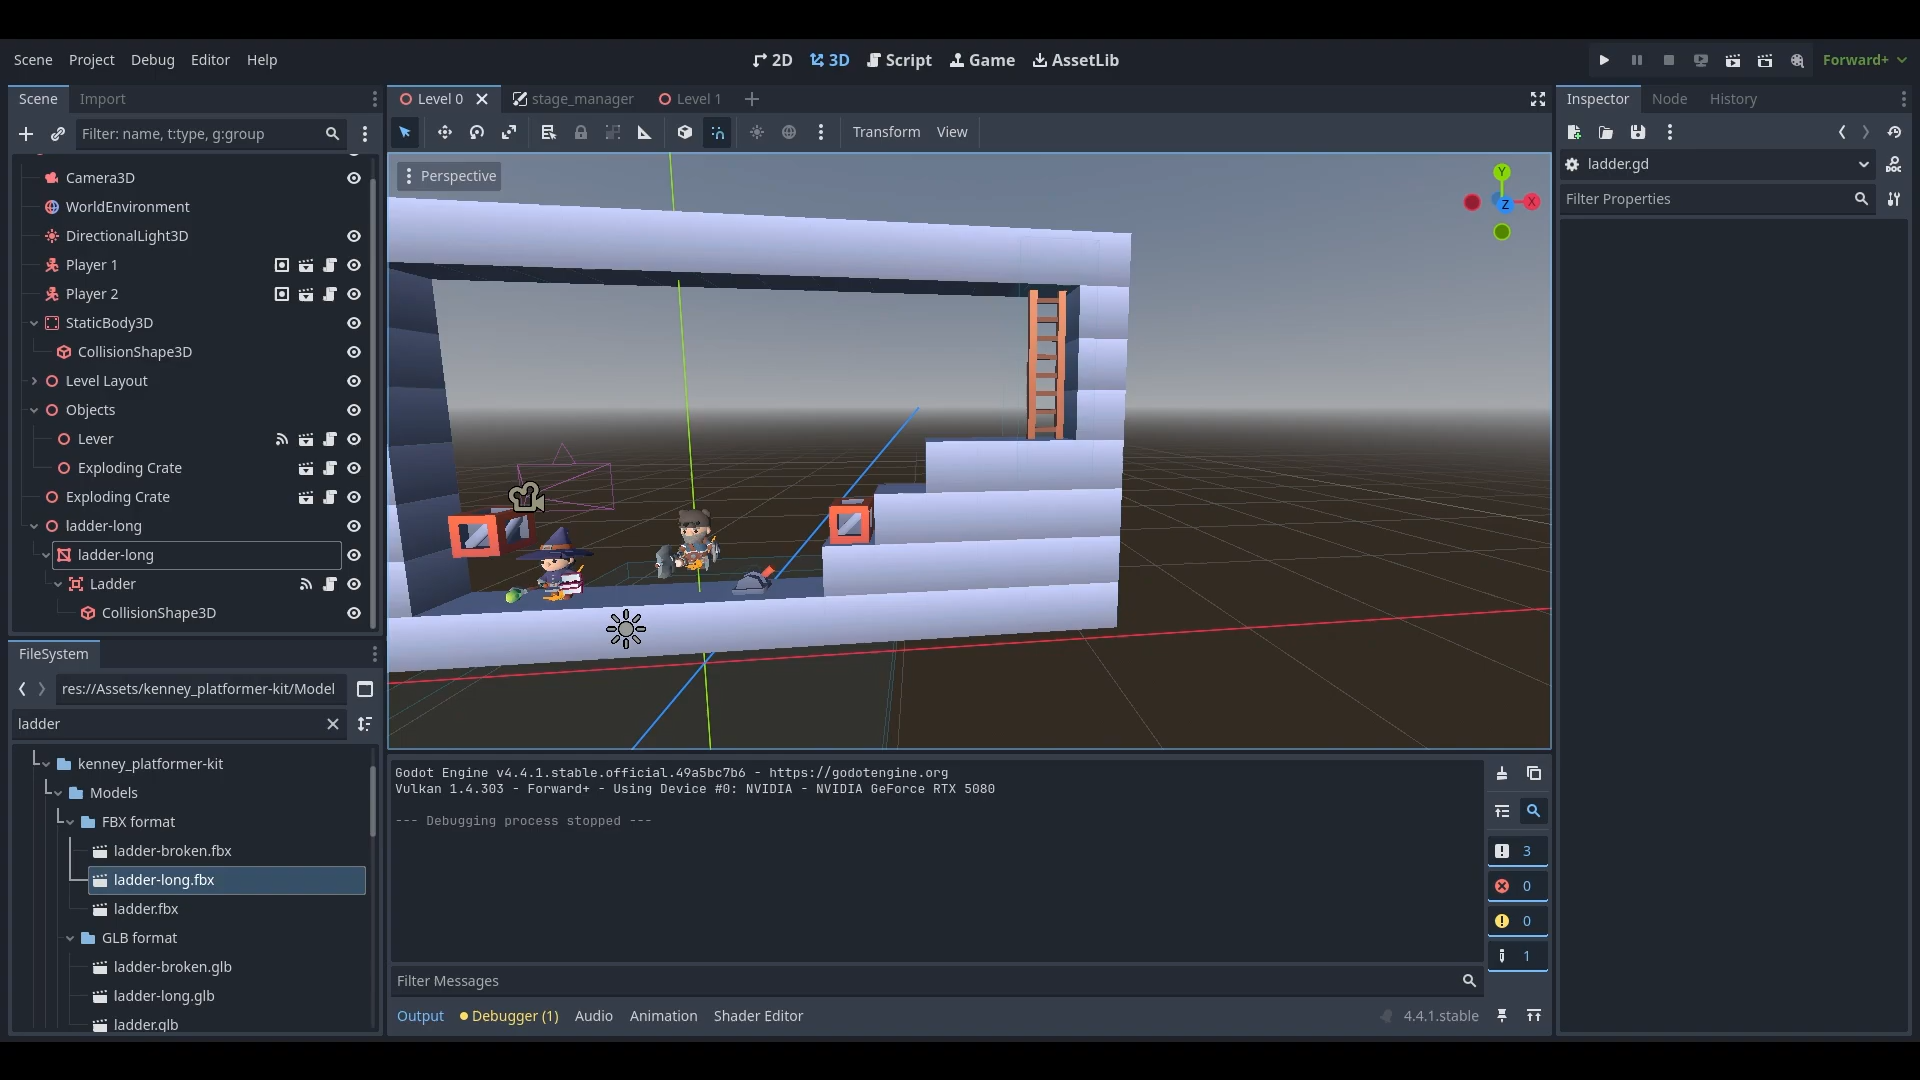 Scene Project Debug Editor Help
2D 3D Script Game AssetLib
Forward+
Scene Import
Filter: name, t:type, g:group
Camera3D
WorldEnvironment
DirectionalLight3D
Player 1
Player 2
StaticBody3D
CollisionShape3D
Level Layout
Objects
Lever
Exploding Crate
Exploding Crate
ladder-long
ladder-long
Ladder
CollisionShape3D
FileSystem
res://Assets/kenney_platformer-kit/Model
ladder
kenney_platformer-kit
Models
FBX format
ladder-broken.fbx
ladder-long.fbx
ladder.fbx
GLB format
ladder-broken.glb
ladder-long.glb
ladder.glb
Level 0 stage_manager Level 1
Transform View
Perspective
Y
Z X
Godot Engine v4.4.1.stable.official.49a5bc7b6 - https://godotengine.org
Vulkan 1.4.303 - Forward+ - Using Device #0: NVIDIA - NVIDIA GeForce RTX 5080
--- Debugging process stopped ---
3
0
0
1
Filter Messages
Output Debugger (1) Audio Animation Shader Editor
4.4.1.stable
Inspector Node History
ladder.gd
DOC
Filter Properties